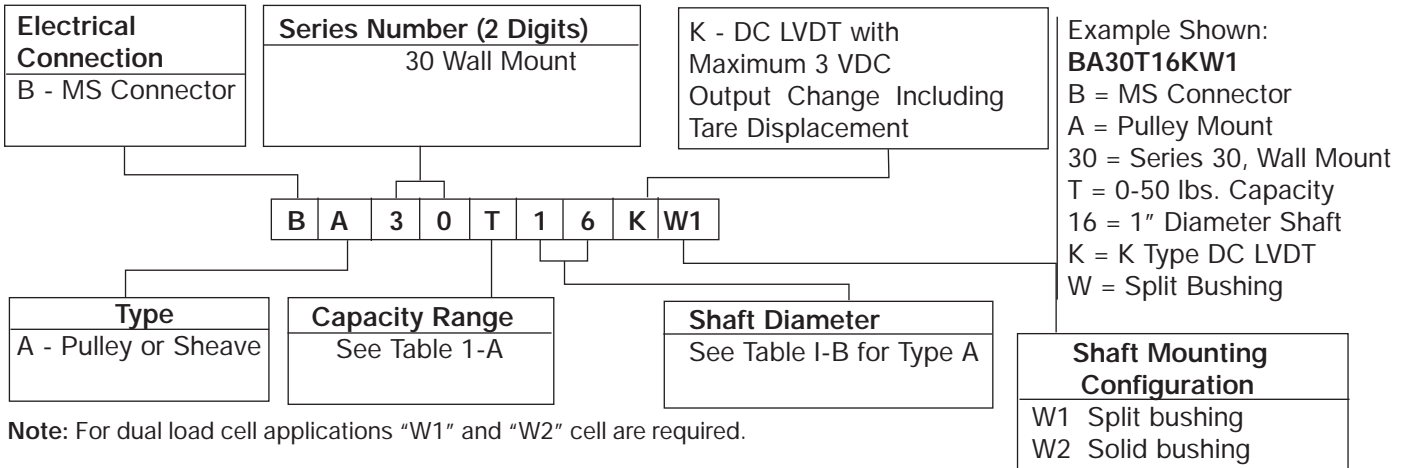 Electrical
Connection
B - MS Connector
Series Number (2 Digits)
30 Wall Mount
K - DC LVDT with
Maximum 3 VDC
Output Change Including
Tare Displacement
Example Shown:
BA30T16KW1
B = MS Connector
A = Pulley Mount
30 = Series 30, Wall Mount
T = 0-50 lbs. Capacity
16 = 1” Diameter Shaft
K = K Type DC LVDT
W = Split Bushing
B A 3 0 T 1 6 K W1
Type
A - Pulley or Sheave
Capacity Range
See Table 1-A
Shaft Diameter
See Table I-B for Type A
Shaft Mounting
Configuration
W1 Split bushing
W2 Solid bushing
Note: For dual load cell applications “W1” and “W2” cell are required.